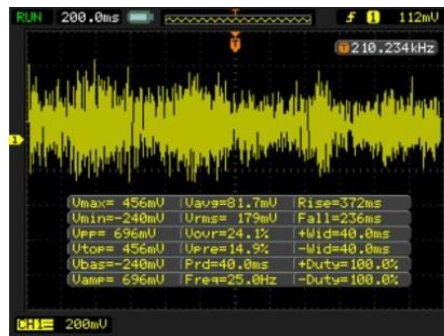 RUN 200.0ms T f 1 112mV
T 210.234kHz
1
Vmax= 456mV Vavg=81.7mV Rise=372ms
Vmin=-240mV Vrms= 179mV Fall=236ms
Vpp= 696mV Vovr=24.1% +Wid=40.0ms
Vtop= 456mV Vpre=14.9% -Wid=40.0ms
Vbas=-240mV Prd=40.0ms +Duty=100.0%
Vamp= 696mV Freq=25.0Hz -Duty=100.0%
CH1= 200mV